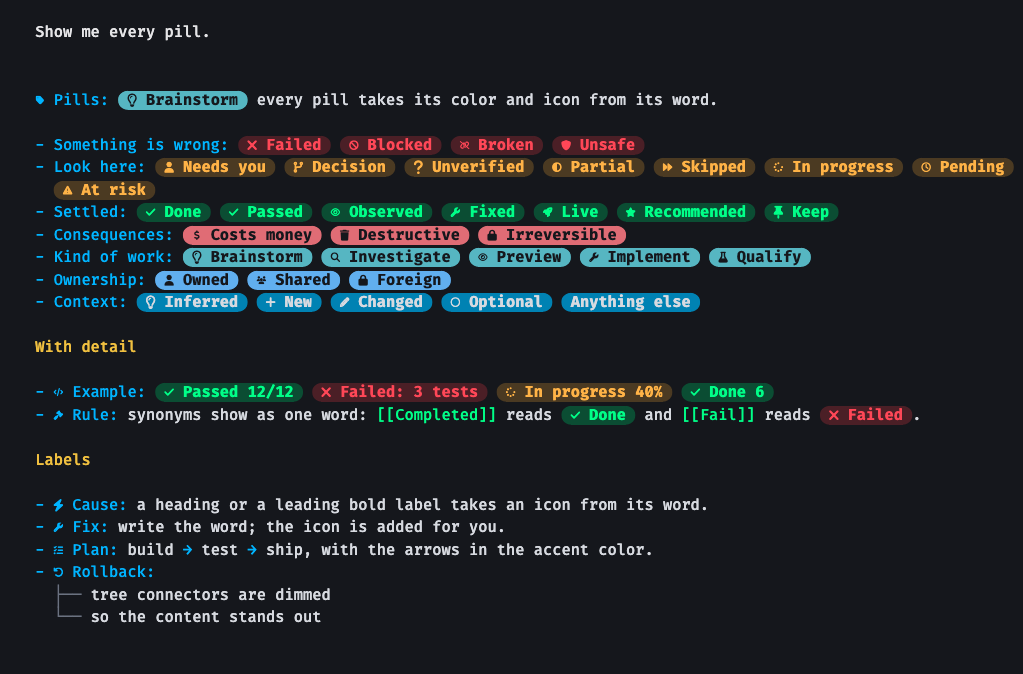 Show me every pill.
Pills: Brainstorm every pill takes its color and icon from its word.
- Something is wrong: Failed Blocked Broken Unsafe
- Look here: Needs you Decision Unverified Partial Skipped In progress Pending
At risk
- Settled: Done Passed Observed Fixed Live Recommended Keep
- Consequences: $ Costs money Destructive Irreversible
- Kind of work: Brainstorm Investigate Preview Implement Qualify
- Ownership: Owned Shared Foreign
- Context: Inferred + New Changed Optional Anything else
With detail
- </> Example: Passed 12/12 Failed: 3 tests In progress 40% Done 6
- Rule: synonyms show as one word: [[Completed]] reads Done and [[Fail]] reads Failed.
Labels
- Cause: a heading or a leading bold label takes an icon from its word.
- Fix: write the word; the icon is added for you.
- Plan: build → test → ship, with the arrows in the accent color.
- Rollback:
├── tree connectors are dimmed
└── so the content stands out